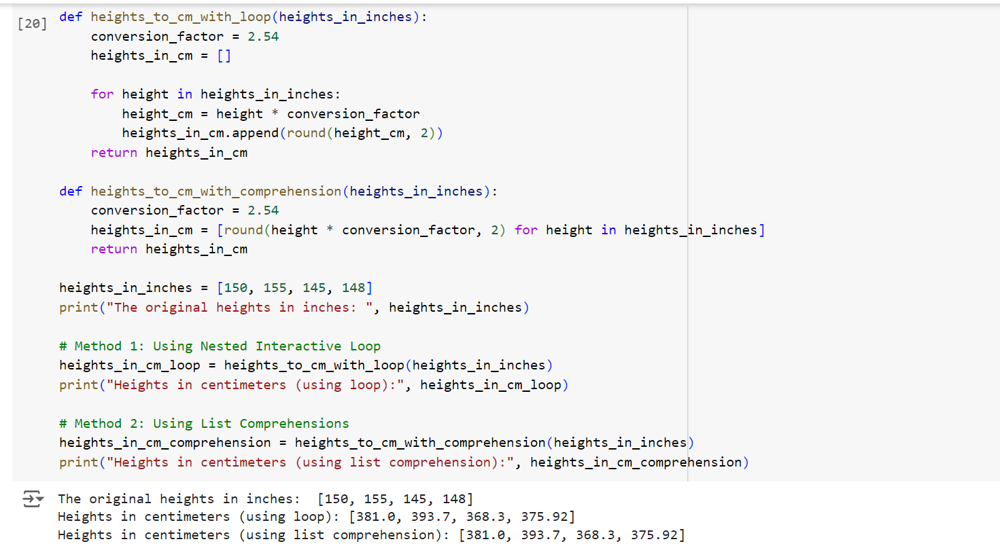 [20]
def heights_to_cm_with_loop(heights_in_inches):
    conversion_factor = 2.54
    heights_in_cm = []

    for height in heights_in_inches:
        height_cm = height * conversion_factor
        heights_in_cm.append(round(height_cm, 2))
    return heights_in_cm

def heights_to_cm_with_comprehension(heights_in_inches):
    conversion_factor = 2.54
    heights_in_cm = [round(height * conversion_factor, 2) for height in heights_in_inches]
    return heights_in_cm

heights_in_inches = [150, 155, 145, 148]
print("The original heights in inches: ", heights_in_inches)

# Method 1: Using Nested Interactive Loop
heights_in_cm_loop = heights_to_cm_with_loop(heights_in_inches)
print("Heights in centimeters (using loop):", heights_in_cm_loop)

# Method 2: Using List Comprehensions
heights_in_cm_comprehension = heights_to_cm_with_comprehension(heights_in_inches)
print("Heights in centimeters (using list comprehension):", heights_in_cm_comprehension)

The original heights in inches:  [150, 155, 145, 148]
Heights in centimeters (using loop): [381.0, 393.7, 368.3, 375.92]
Heights in centimeters (using list comprehension): [381.0, 393.7, 368.3, 375.92]